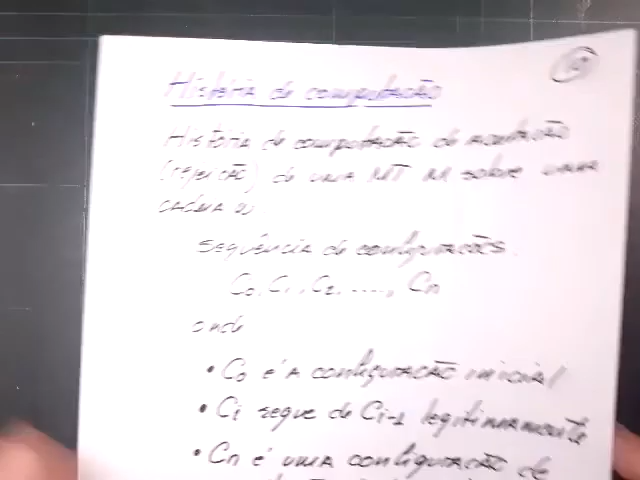 História de computação
História de computação de aceitação
(rejeição) de uma MT M sobre uma
cadeia w
sequência de configurações
C0, C1, C2, ...., Cn
onde
• C0 é a configuração inicial
• Ci segue de Ci-1 legitimamente
• Cn é uma configuração de